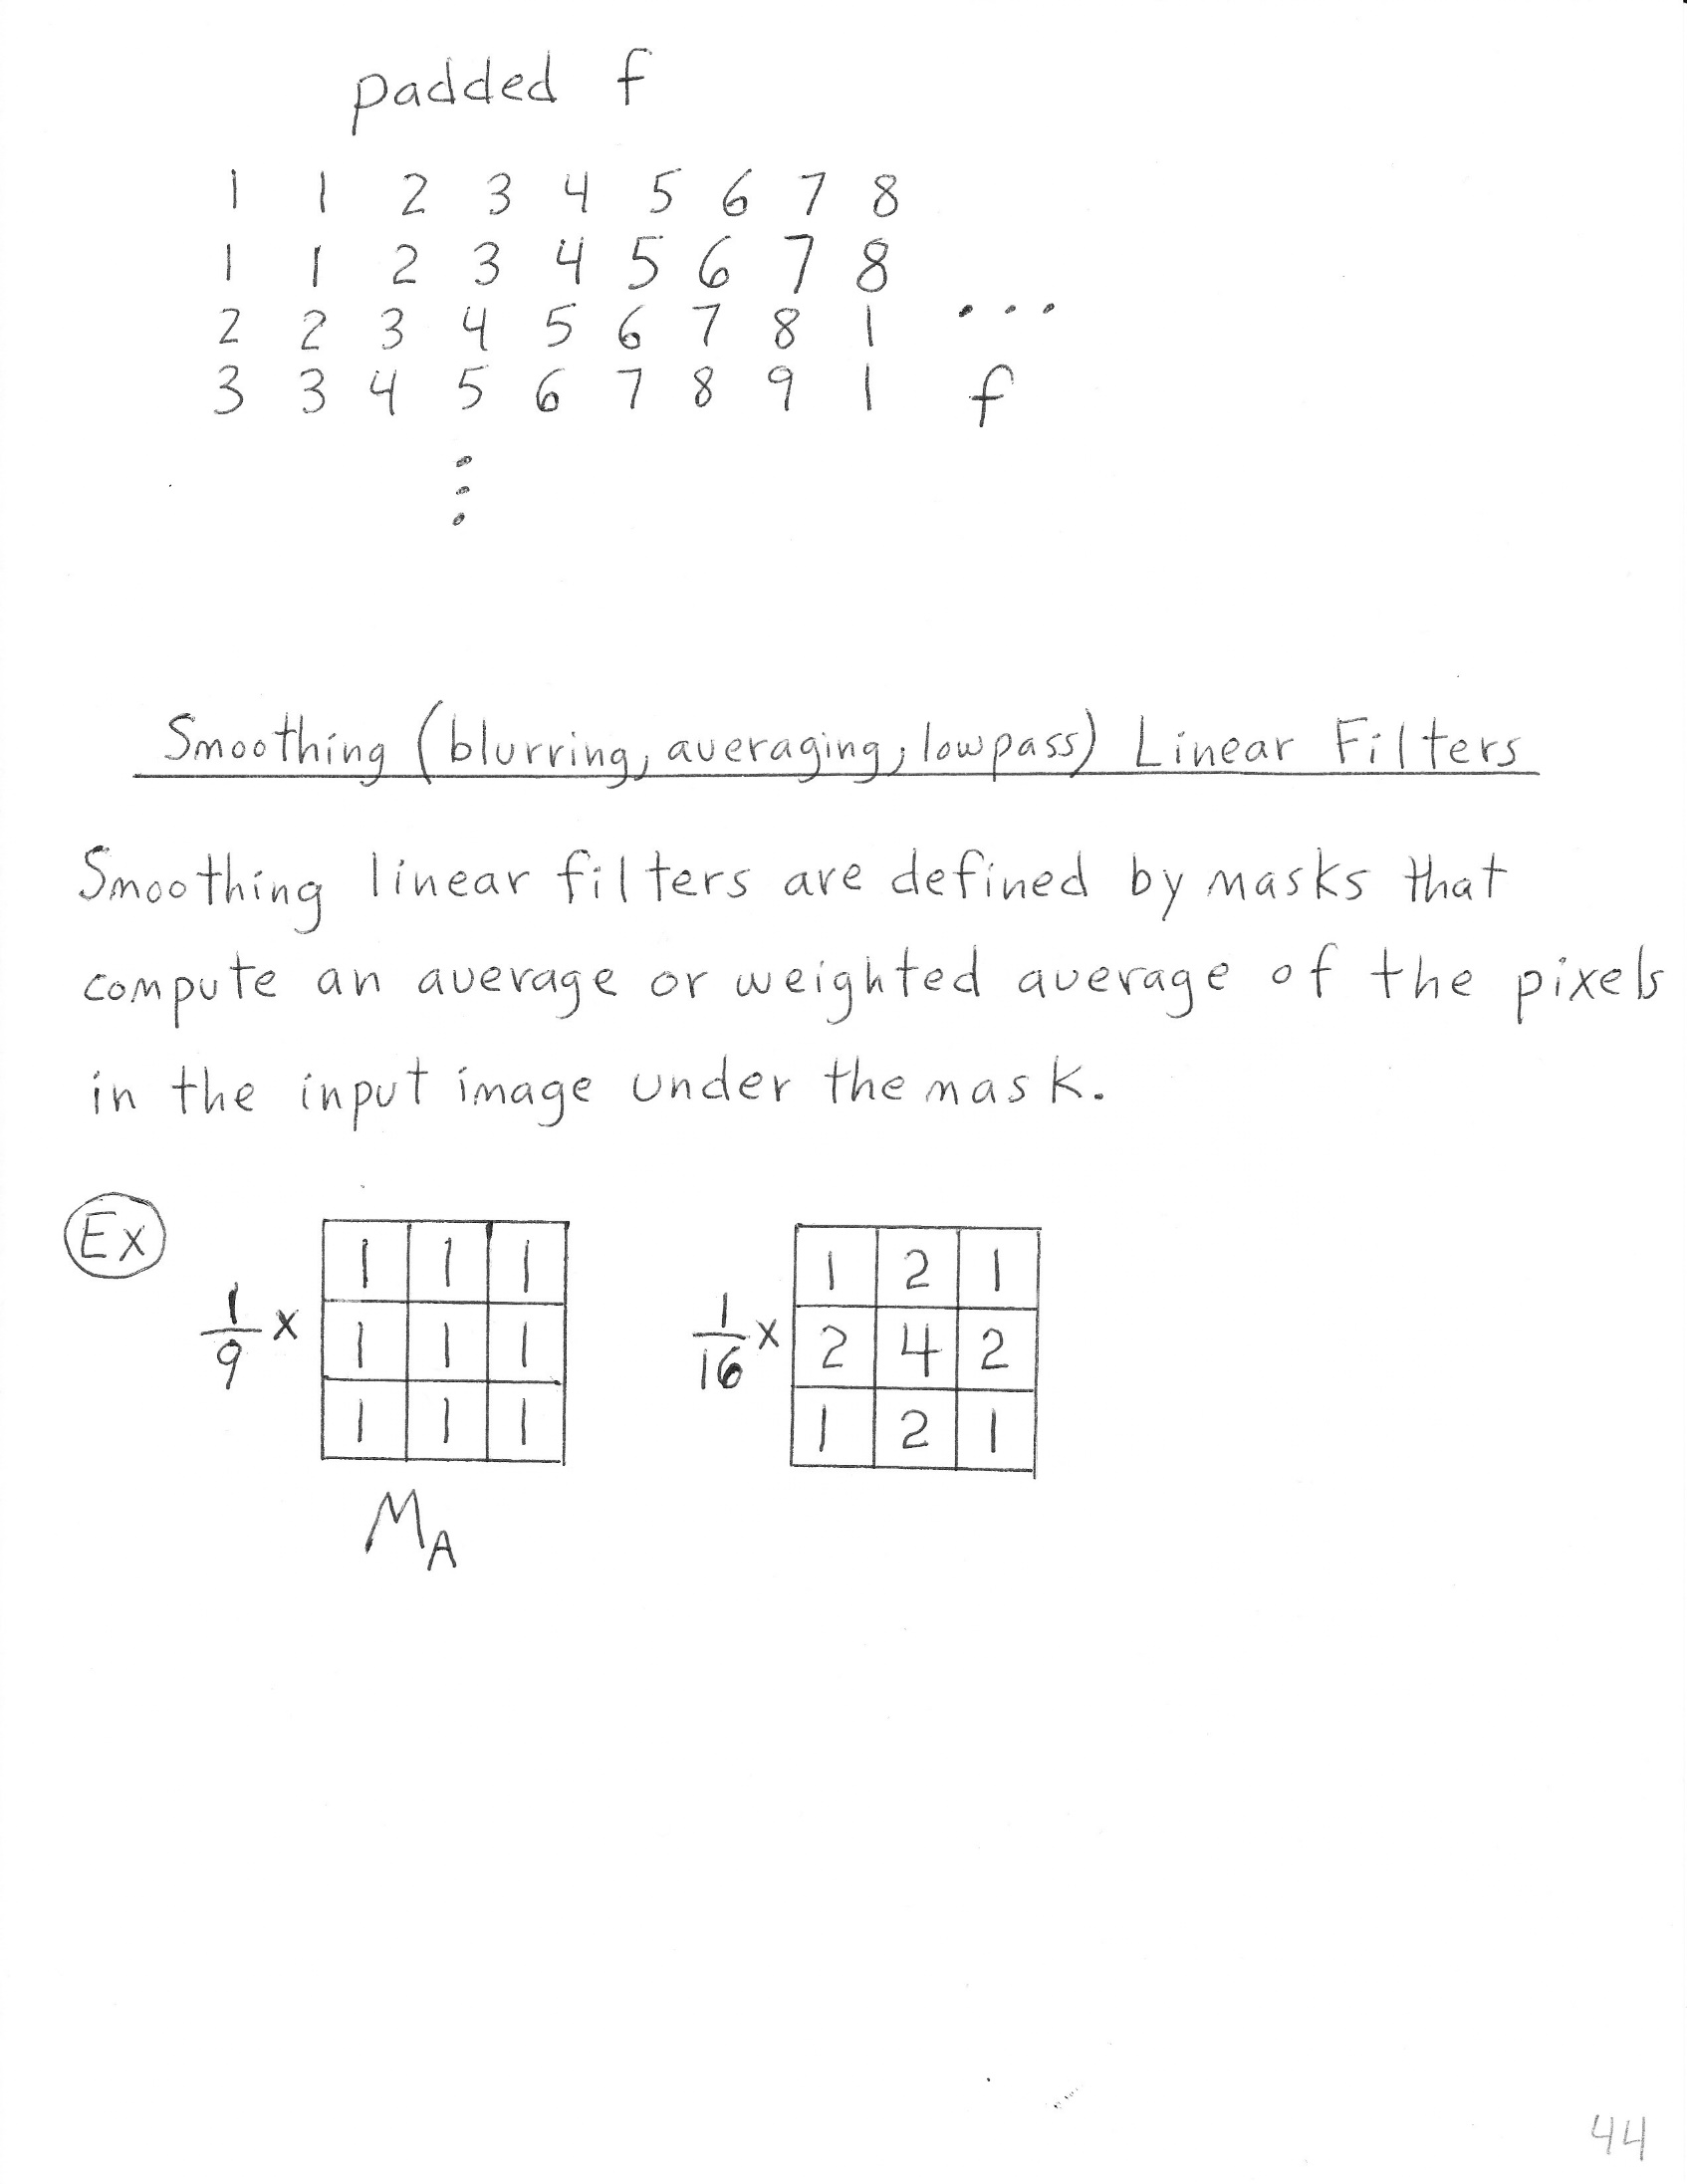 padded f
1 1 2 3 4 5 6 7 8
1 1 2 3 4 5 6 7 8
2 2 3 4 5 6 7 8 1 ...
3 3 4 5 6 7 8 9 1 f
⋮
Smoothing (blurring, averaging, lowpass) Linear Filters
Smoothing linear filters are defined by masks that
compute an average or weighted average of the pixels
in the input image under the mask.
Ex
1/9 x
1 1 1
1 1 1
1 1 1
M_A
1/16 x
1 2 1
2 4 2
1 2 1
44